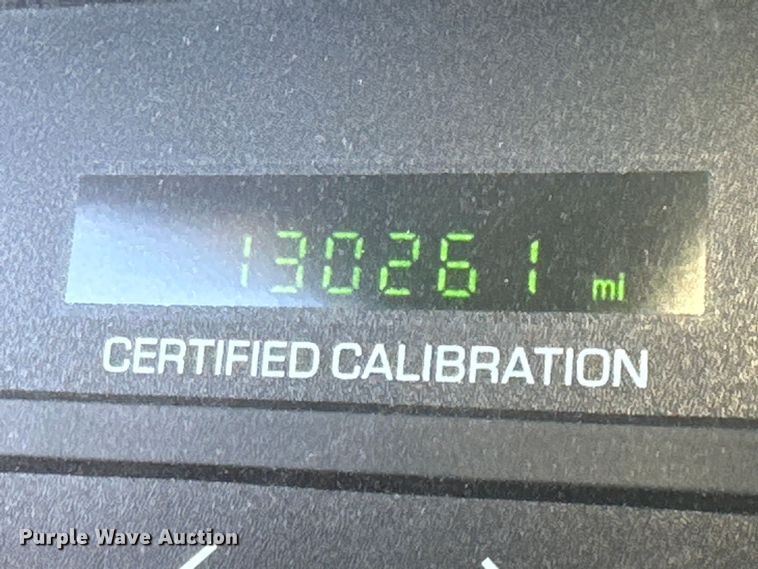 130261 mi
CERTIFIED CALIBRATION
Purple Wave Auction